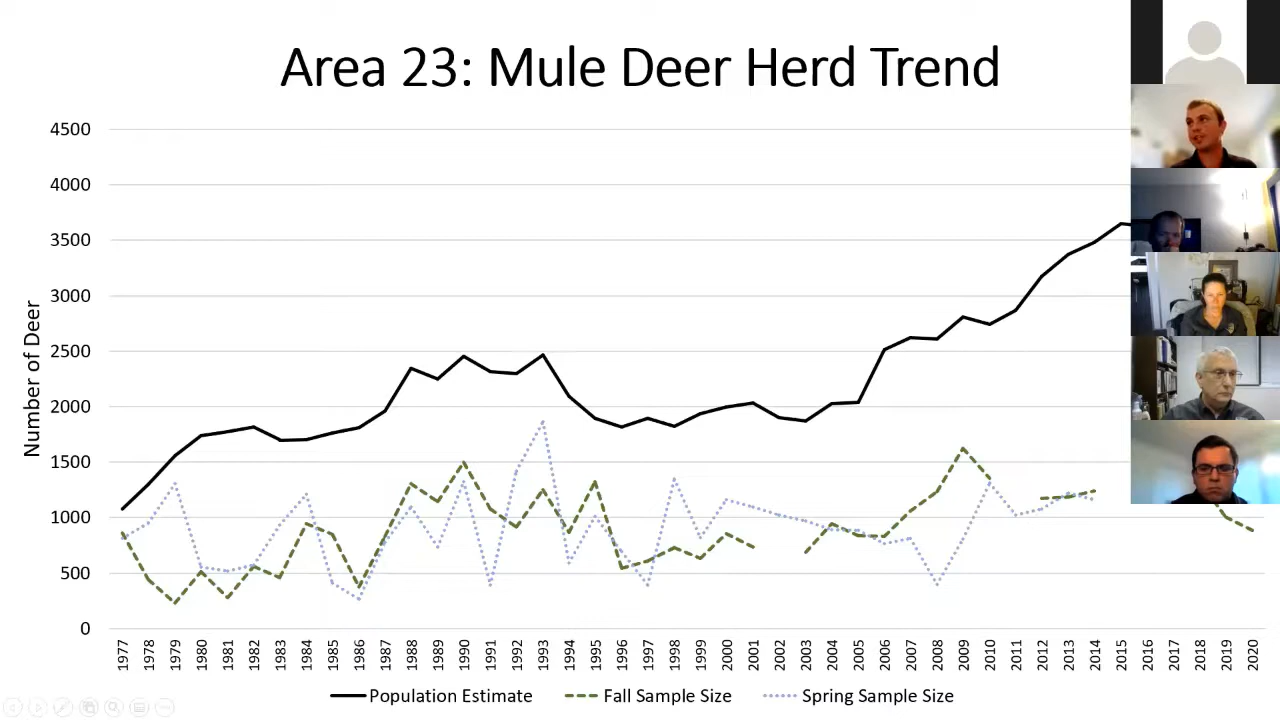 Area 23: Mule Deer Herd Trend
4500
4000
3500
3000
2500
2000
1500
1000
500
0
Number of Deer
1977 1978 1979 1980 1981 1982 1983 1984 1985 1986 1987 1988 1989 1990 1991 1992 1993 1994 1995 1996 1997 1998 1999 2000 2001 2002 2003 2004 2005 2006 2007 2008 2009 2010 2011 2012 2013 2014 2015 2016 2017 2018 2019 2020
Population Estimate Fall Sample Size Spring Sample Size